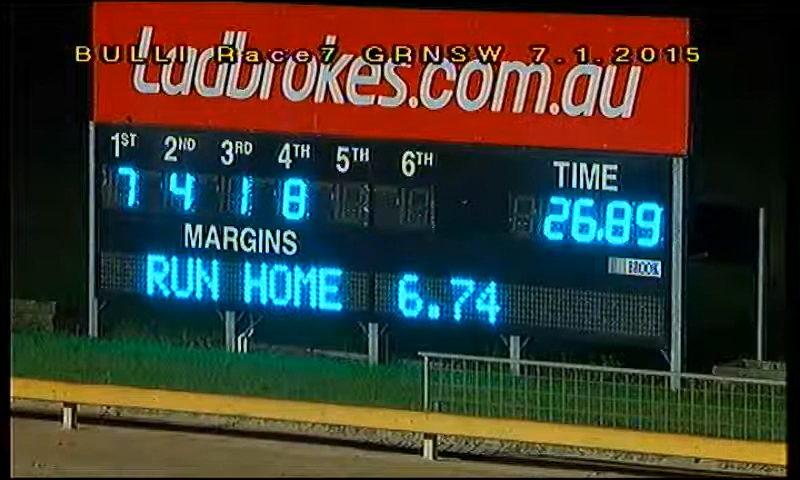 BULLI Race7 GRNSW 7.1.2015
Ladbrokes.com.au
1ST 2ND 3RD 4TH 5TH 6TH TIME
7 4 1 8 26.89
MARGINS
BROOK
RUN HOME 6.74